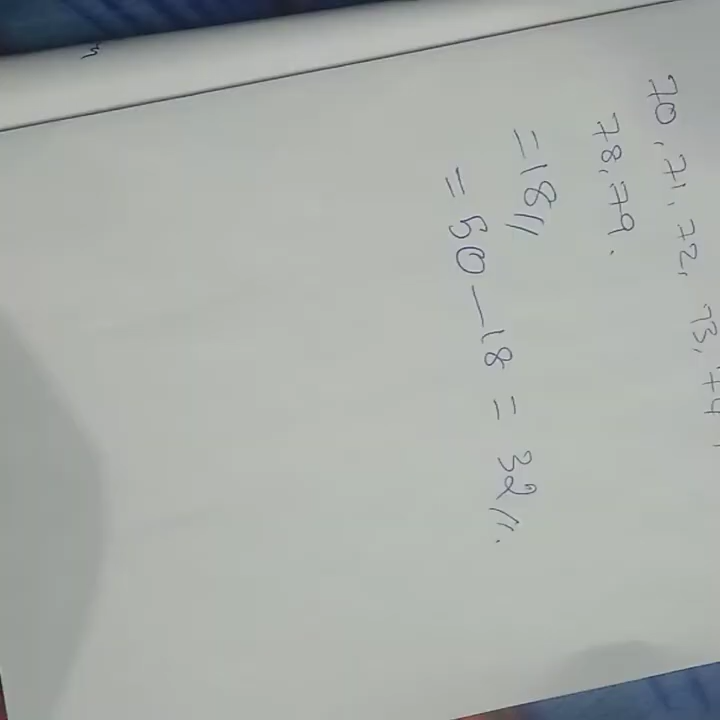 70, 71, 72, 73, 74,
78, 79.
= 18//
= 50 — 18 = 32 //.